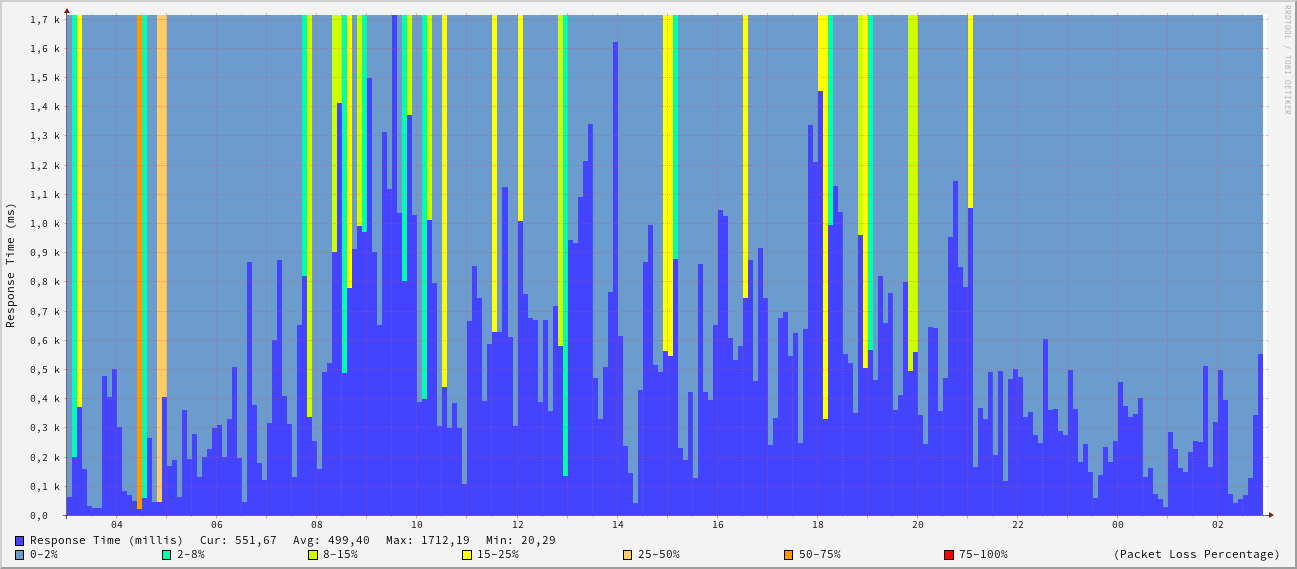 RRDTOOL / TOBI OETIKER
Response Time (ms)
1,7 k
1,6 k
1,5 k
1,4 k
1,3 k
1,2 k
1,1 k
1,0 k
0,9 k
0,8 k
0,7 k
0,6 k
0,5 k
0,4 k
0,3 k
0,2 k
0,1 k
0,0
04 06 08 10 12 14 16 18 20 22 00 02
Response Time (millis) Cur: 551,67 Avg: 499,40 Max: 1712,19 Min: 20,29
0-2% 2-8% 8-15% 15-25% 25-50% 50-75% 75-100% (Packet Loss Percentage)